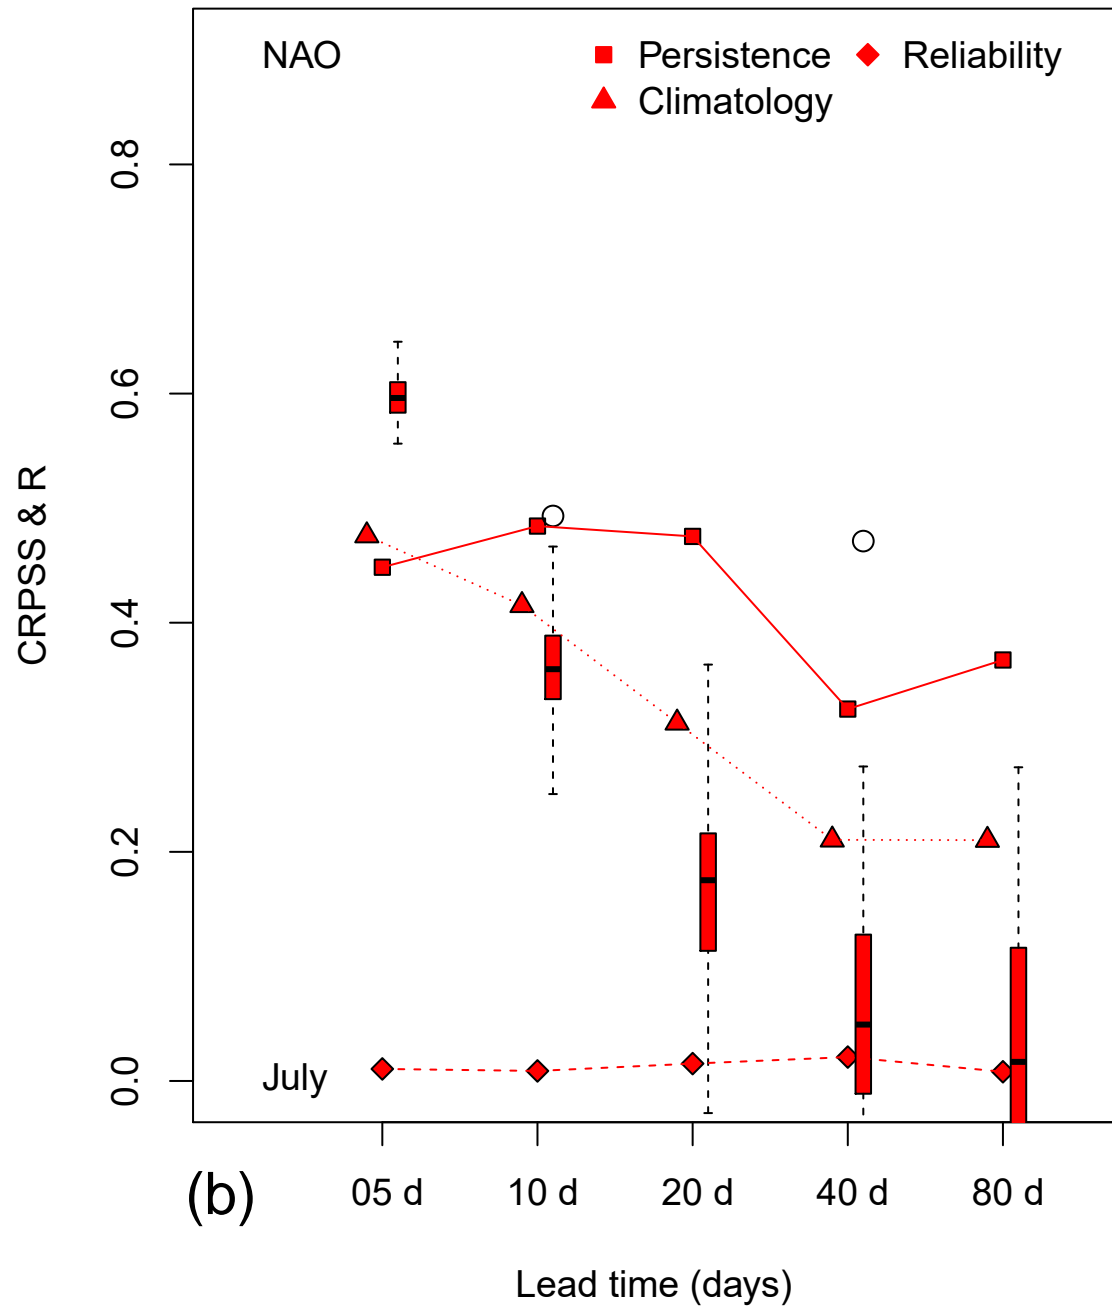 NAO
Persistence
Reliability
Climatology
0.8
0.6
0.4
0.2
0.0
CRPSS & R
July
(b)
05 d
10 d
20 d
40 d
80 d
Lead time (days)